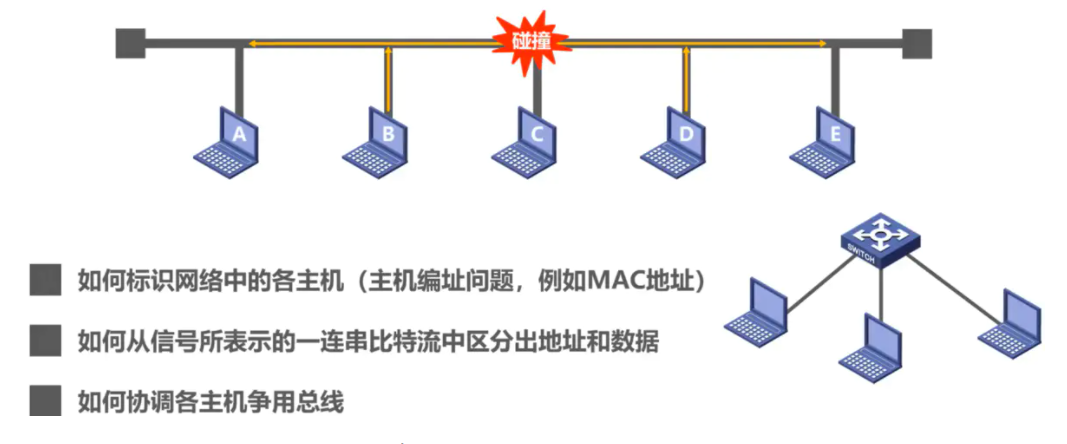 碰撞
A
B
C
D
E
SWITCH
如何标识网络中的各主机（主机编址问题，例如MAC地址）
如何从信号所表示的一连串比特流中区分出地址和数据
如何协调各主机争用总线